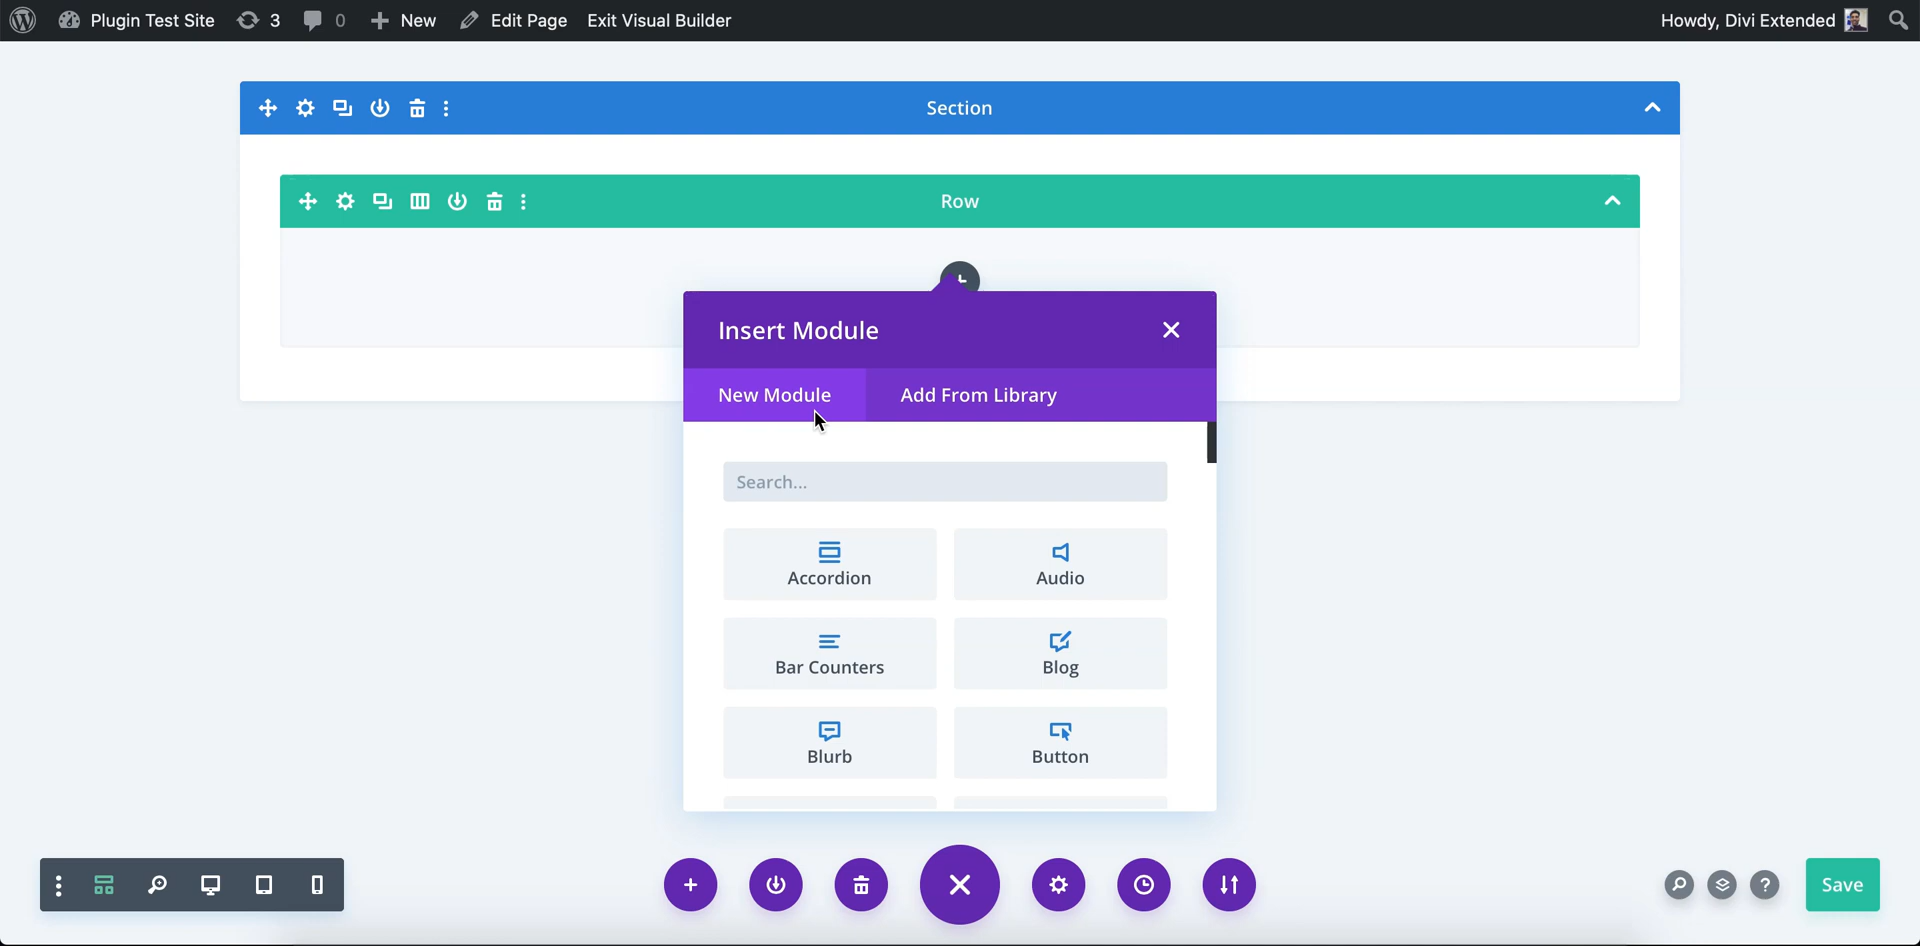 Plugin Test Site 3 0 New Edit Page Exit Visual Builder Howdy, Divi Extended
Section
Row
Insert Module
New Module Add From Library
Search...
Accordion Audio
Bar Counters Blog
Blurb Button
? Save